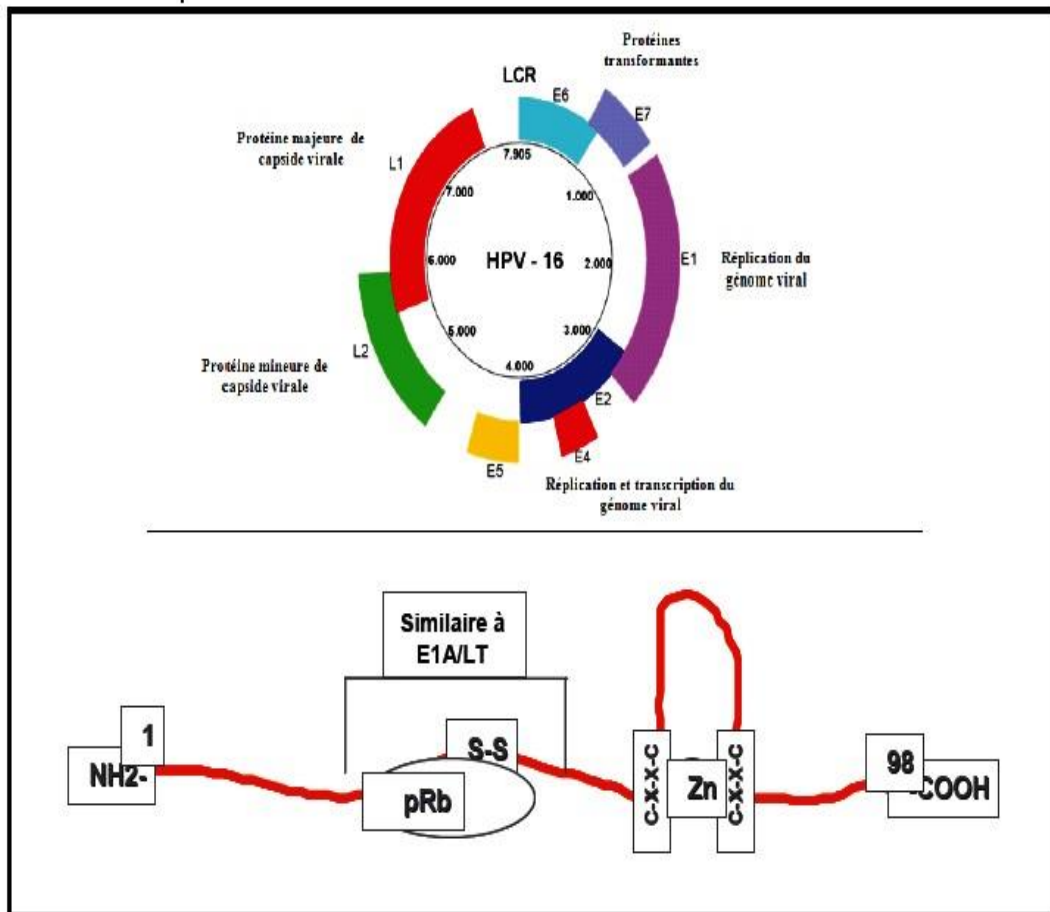 Protéines
transformantes
LCR
E6
E7
Protéine majeure de
capside virale
L1
7.905
7.000
1.000
6.000
HPV - 16
2.000
E1
Réplication du
génome viral
5.000
3.000
4.000
L2
Protéine mineure de
capside virale
E2
E5
E4
Réplication et transcription du
génome viral
Similaire à
E1A/LT
1
NH2-
S-S
pRb
C-X-X-C
Zn
C-X-X-C
98
-COOH